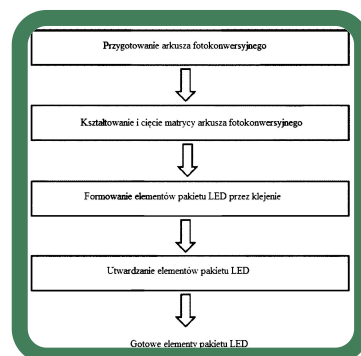 Przygotowanie arkusza fotokonwersyjnego
Kształtowanie i cięcie matrycy arkusza fotokonwersyjnego
Formowanie elementów pakietu LED przez klejenie
Utwardzanie elementów pakietu LED
Gotowe elementy pakietu LED